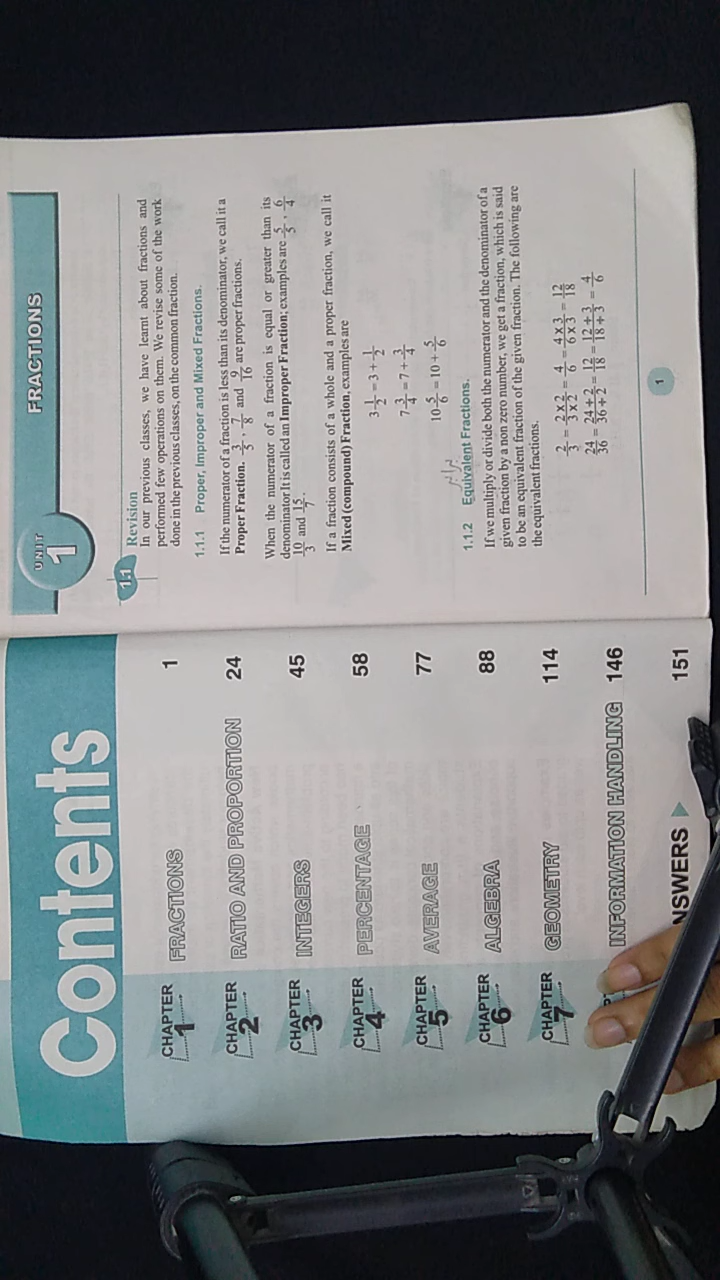 Contents
CHAPTER 1 FRACTIONS 1
CHAPTER 2 RATIO AND PROPORTION 24
CHAPTER 3 INTEGERS 45
CHAPTER 4 PERCENTAGE 58
CHAPTER 5 AVERAGE 77
CHAPTER 6 ALGEBRA 88
CHAPTER 7 GEOMETRY 114
INFORMATION HANDLING 146
NSWERS 151
UNIT 1
FRACTIONS
1.1 Revision
In our previous classes, we have learnt about fractions and
performed few operations on them. We revise some of the work
done in the previous classes, on the common fraction.
1.1.1 Proper, Improper and Mixed Fractions.
If the numerator of a fraction is less than its denominator, we call it a
Proper Fraction. 3/5, 7/8 and 9/16 are proper fractions.
When the numerator of a fraction is equal or greater than its
denominator It is called an Improper Fraction; examples are 5/5, 6/4
10/3 and 15/7.
If a fraction consists of a whole and a proper fraction, we call it
Mixed (compound) Fraction, examples are
3 1/2 = 3 + 1/2
7 3/4 = 7 + 3/4
10 5/6 = 10 + 5/6
1.1.2 Equivalent Fractions.
If we multiply or divide both the numerator and the denominator of a
given fraction by a non zero number, we get a fraction, which is said
to be an equivalent fraction of the given fraction. The following are
the equivalent fractions.
2/3 = 2×2/3×2 = 4/6 = 4×3/6×3 = 12/18
24/36 = 24÷2/36÷2 = 12/18 = 12÷3/18÷3 = 4/6
1